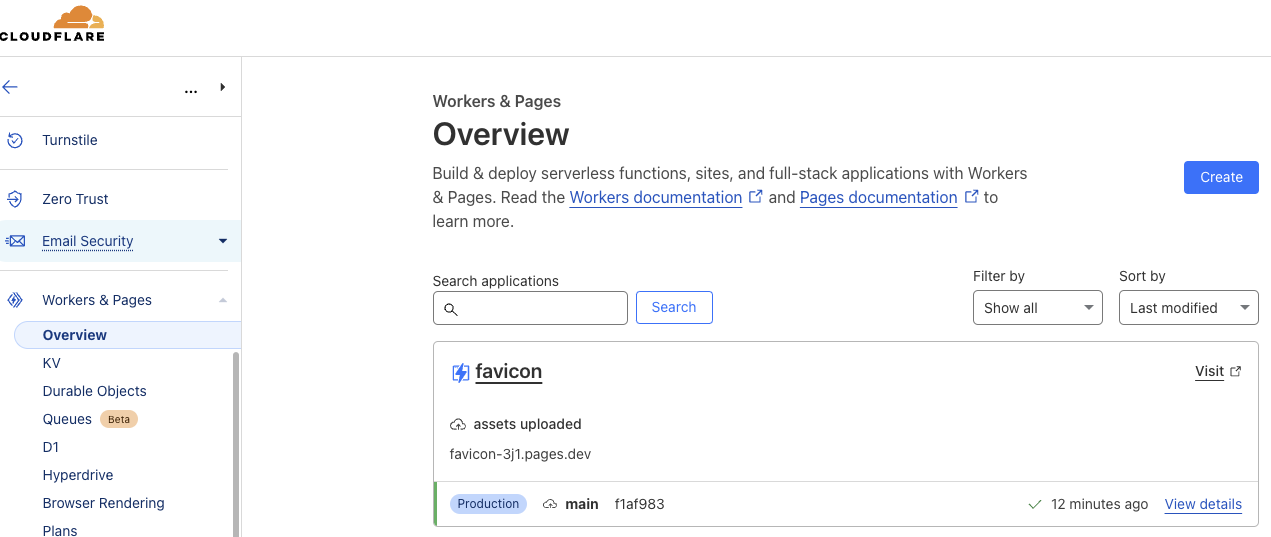 CLOUDFLARE
...
Turnstile
Zero Trust
Email Security
Workers & Pages
Overview
KV
Durable Objects
Queues Beta
D1
Hyperdrive
Browser Rendering
Plans
Workers & Pages
Overview
Build & deploy serverless functions, sites, and full-stack applications with Workers
& Pages. Read the Workers documentation and Pages documentation to
learn more.
Create
Search applications
Search
Filter by
Show all
Sort by
Last modified
favicon
Visit
assets uploaded
favicon-3j1.pages.dev
Production main f1af983 12 minutes ago View details